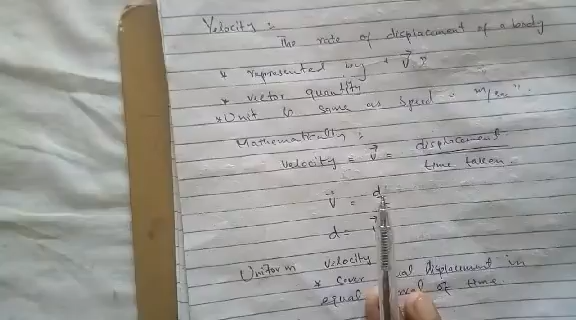 Velocity :
The rate of displacement of a body
* represented by "V⃗"
* vector quantity
* Unit is same as speed - "m/sec".
Mathematically :
velocity = V⃗ = displacement / time taken
V⃗ = d
d =
Uniform velocity
* Cover displacement in
equal of time.